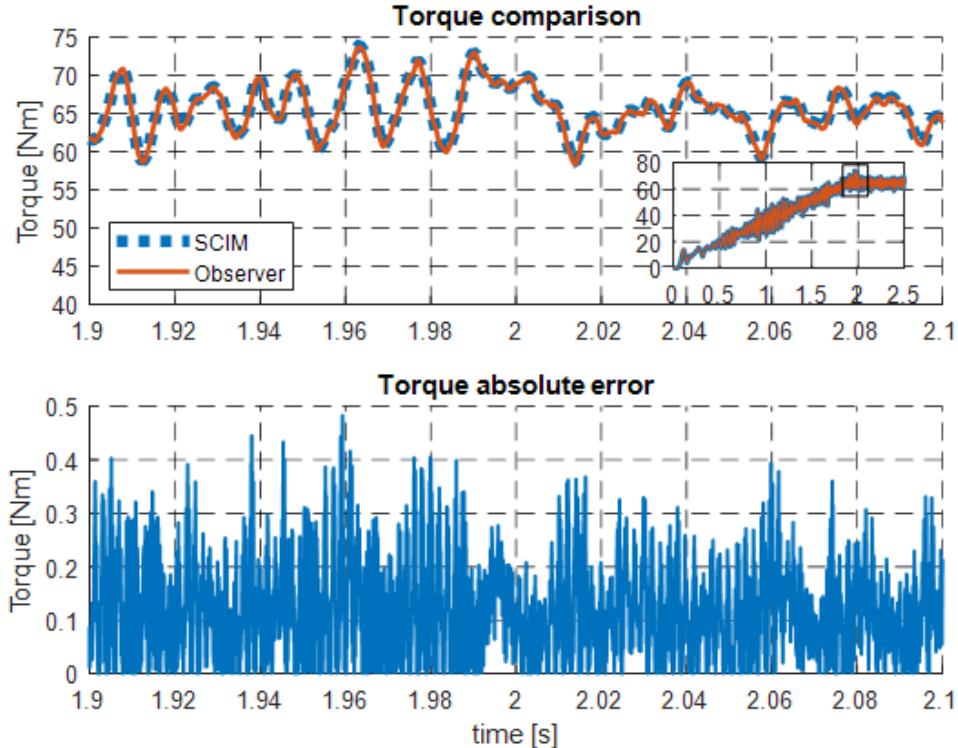 Torque comparison
75
70
65
60
55
50
45
40
Torque [Nm]
SCIM
Observer
80
60
40
20
0
0 0.5 1 1.5 2 2.5
1.9 1.92 1.94 1.96 1.98 2 2.02 2.04 2.06 2.08 2.1
Torque absolute error
0.5
0.4
0.3
0.2
0.1
0
Torque [Nm]
1.9 1.92 1.94 1.96 1.98 2 2.02 2.04 2.06 2.08 2.1
time [s]